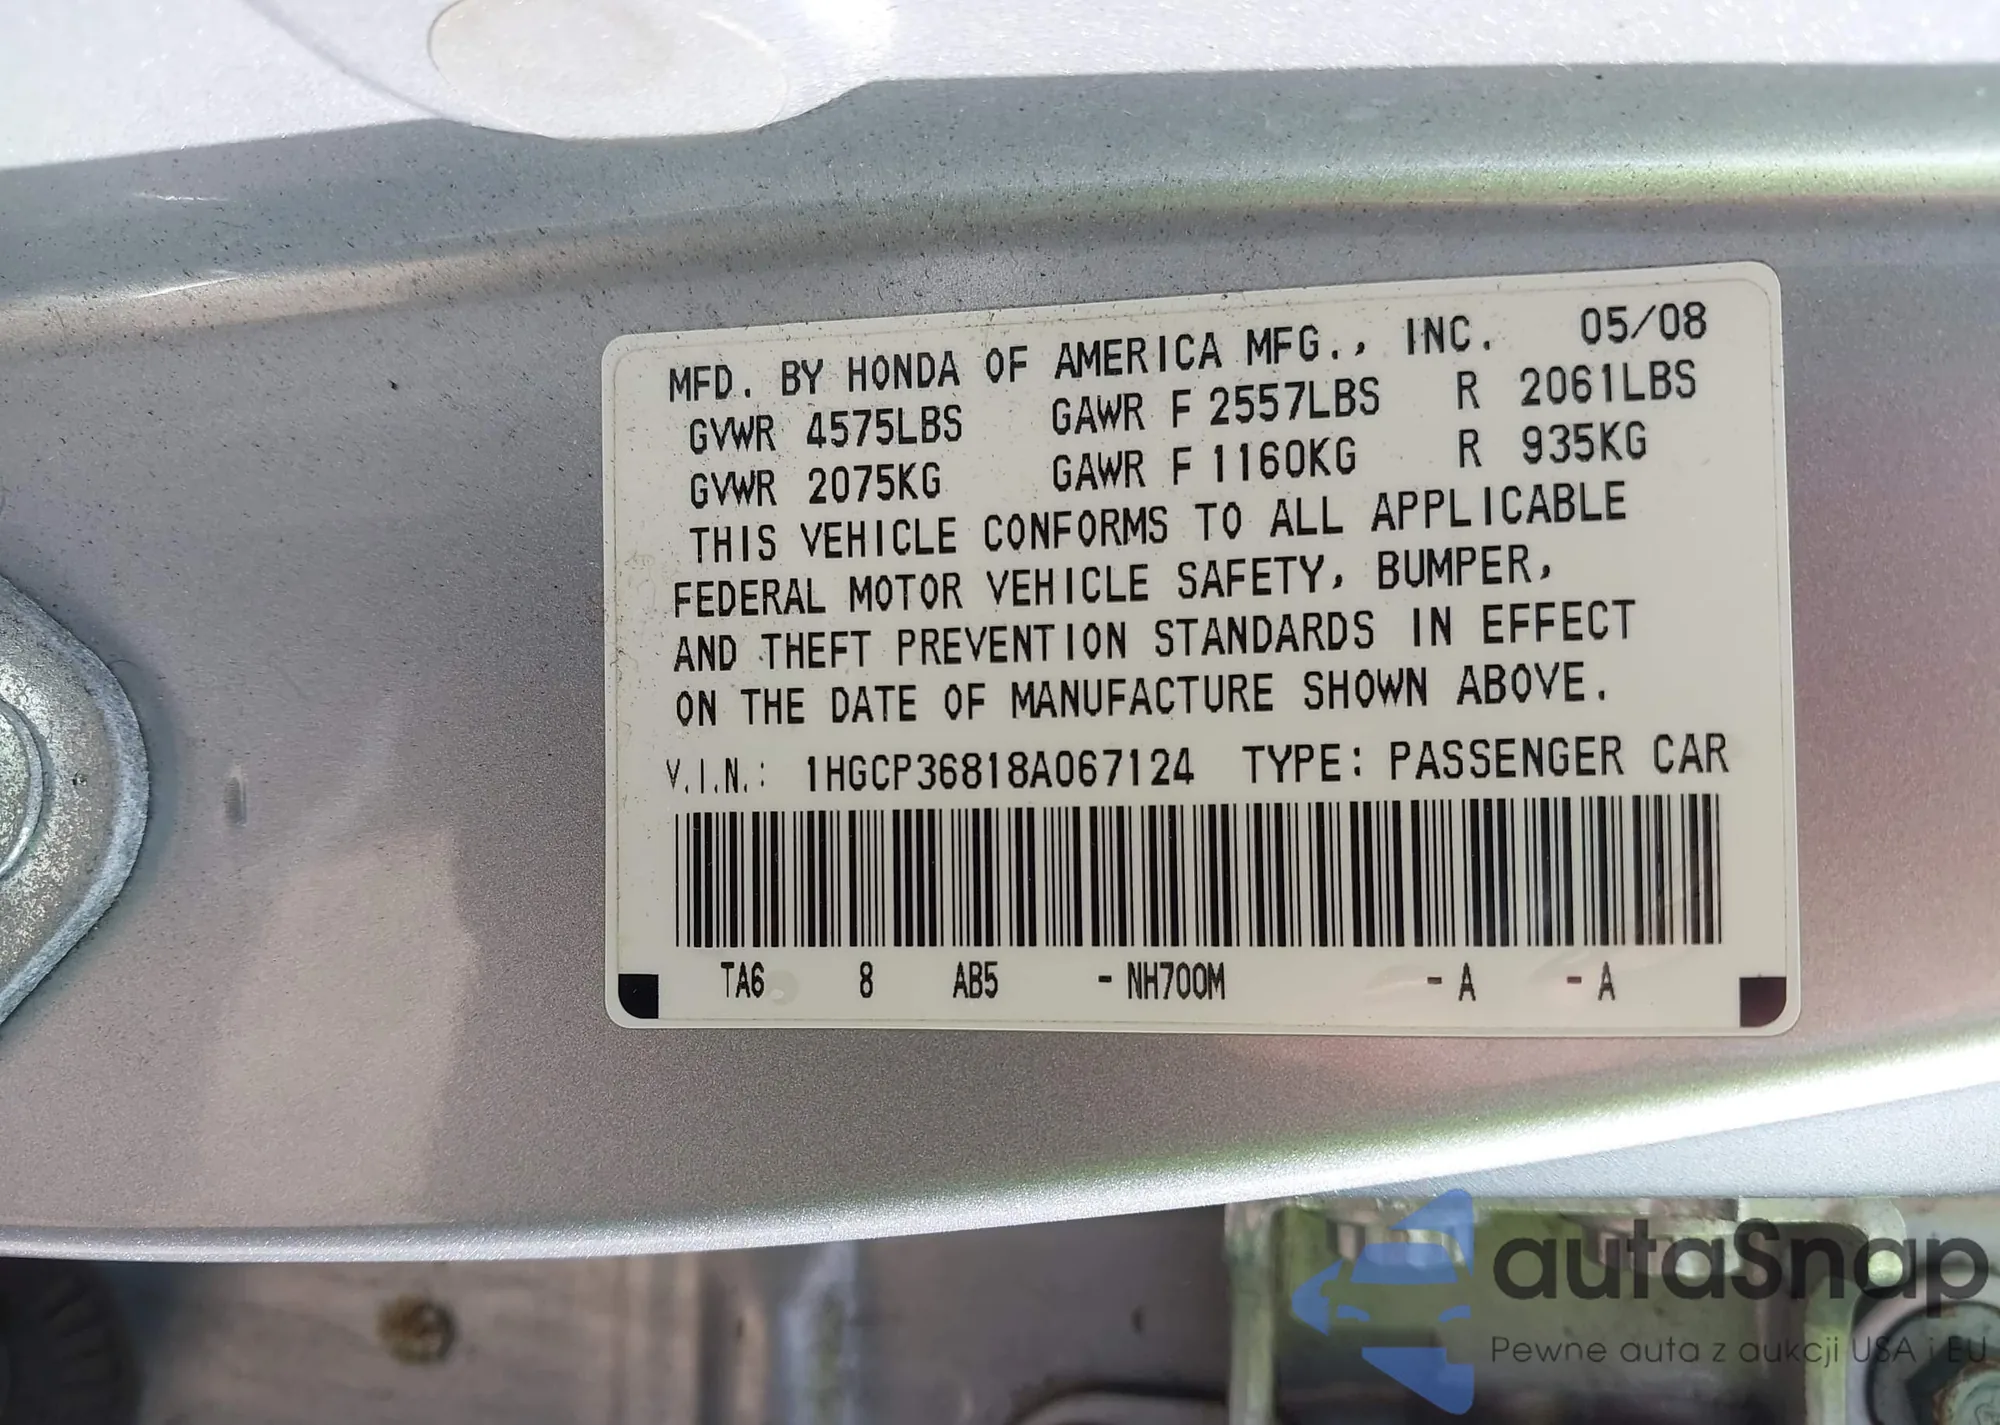 MFD. BY HONDA OF AMERICA MFG., INC. 05/08
GVWR 4575LBS GAWR F 2557LBS R 2061LBS
GVWR 2075KG GAWR F 1160KG R 935KG
THIS VEHICLE CONFORMS TO ALL APPLICABLE
FEDERAL MOTOR VEHICLE SAFETY, BUMPER,
AND THEFT PREVENTION STANDARDS IN EFFECT
ON THE DATE OF MANUFACTURE SHOWN ABOVE.
V.I.N.: 1HGCP36818A067124 TYPE: PASSENGER CAR
TA6 8 AB5 - NH700M - A - A
autaSnap
Pewne auta z aukcji USA i EU